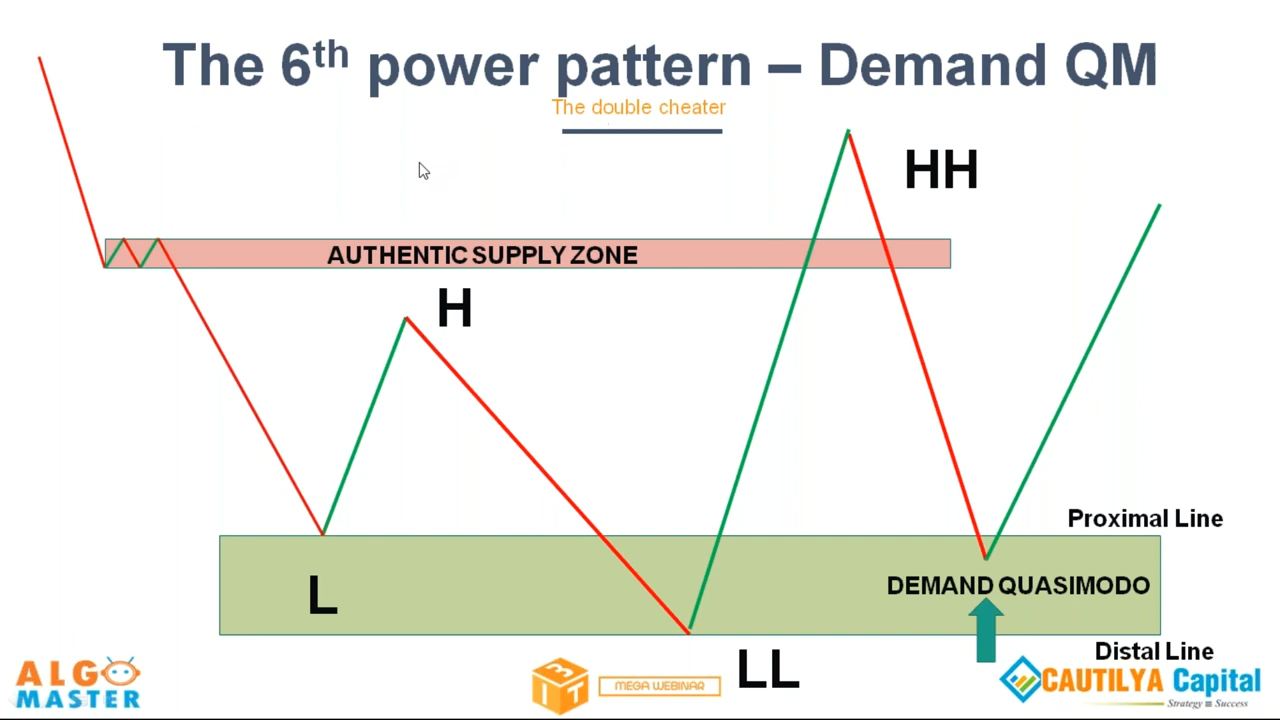 The 6th power pattern – Demand QM
The double cheater
HH
AUTHENTIC SUPPLY ZONE
H
Proximal Line
L
DEMAND QUASIMODO
LL
Distal Line
ALGO
MASTER
BIT
MEGA WEBINAR
CAUTILYA Capital
Strategy Success